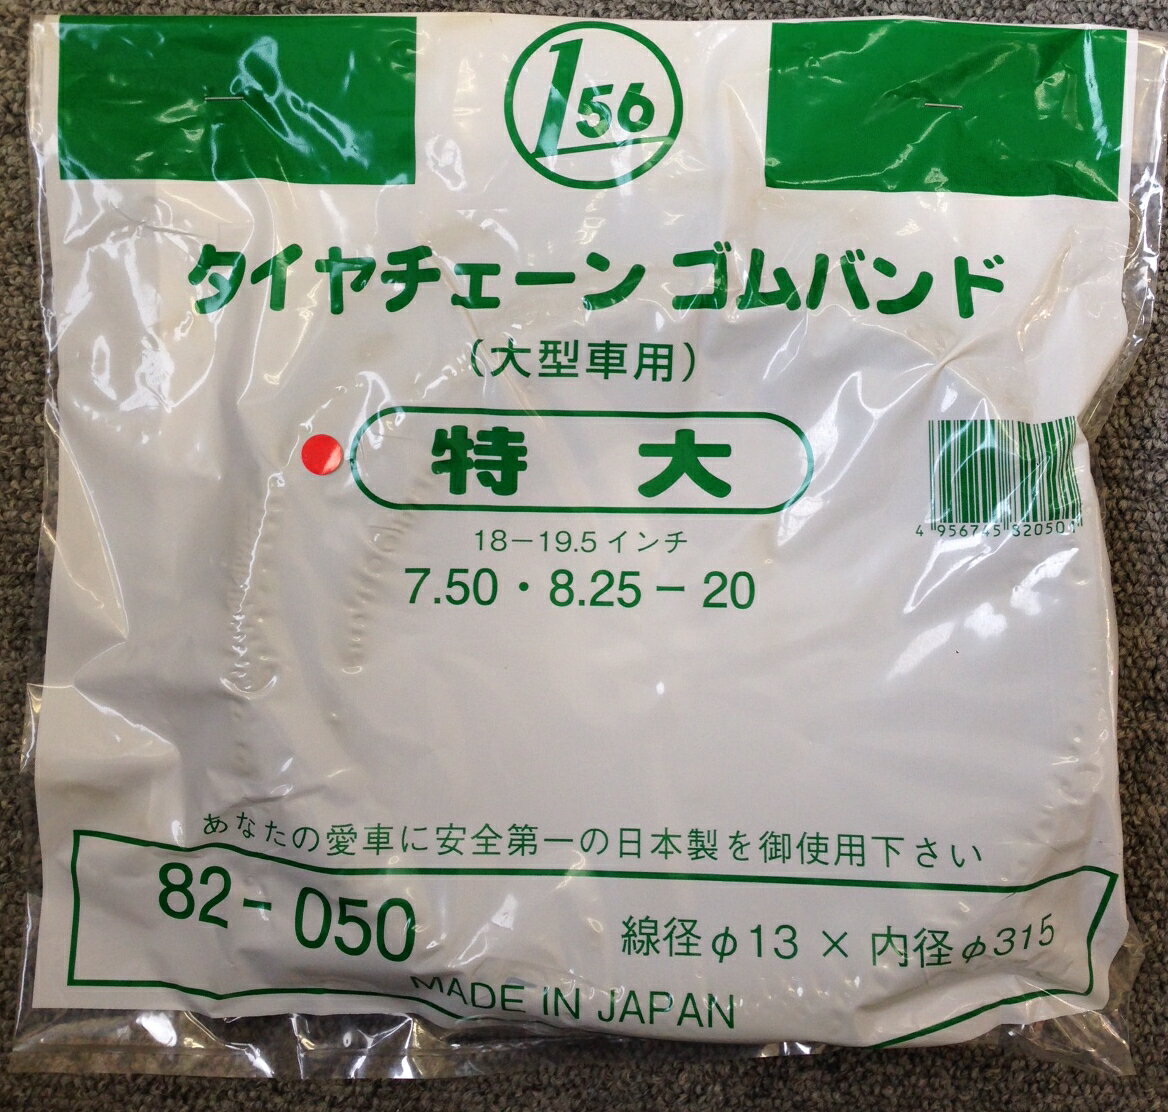 156
タイヤチェーン ゴムバンド
(大型車用)
特 大
4 956745 820504
18－19.5インチ
7.50・8.25－20
あなたの愛車に安全第一の日本製を御使用下さい
82-050
線径φ13 × 内径φ315
MADE IN JAPAN